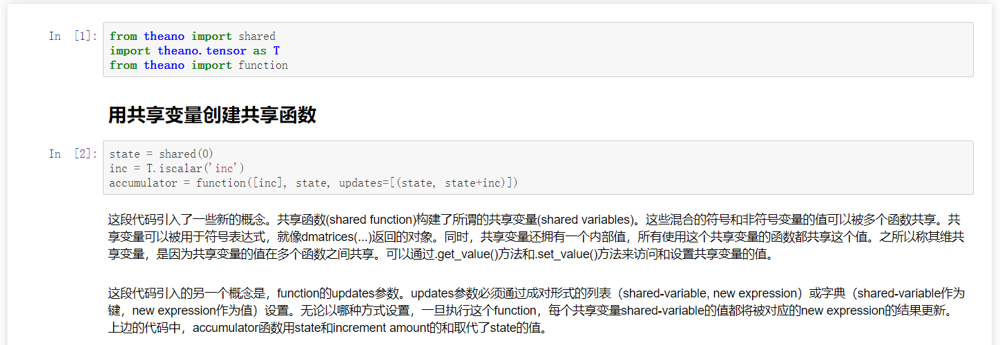 In [1]:
from theano import shared
import theano.tensor as T
from theano import function
用共享变量创建共享函数
In [2]:
state = shared(0)
inc = T.iscalar('inc')
accumulator = function([inc], state, updates=[(state, state+inc)])
这段代码引入了一些新的概念。共享函数(shared function)构建了所谓的共享变量(shared variables)。这些混合的符号和非符号变量的值可以被多个函数共享。共
享变量可以被用于符号表达式，就像dmatrices(...)返回的对象。同时，共享变量还拥有一个内部值，所有使用这个共享变量的函数都共享这个值。之所以称其维共
享变量，是因为共享变量的值在多个函数之间共享。可以通过.get_value()方法和.set_value()方法来访问和设置共享变量的值。
这段代码引入的另一个概念是，function的updates参数。updates参数必须通过成对形式的列表（shared-variable, new expression）或字典（shared-variable作为
键，new expression作为值）设置。无论以哪种方式设置，一旦执行这个function，每个共享变量shared-variable的值都将被对应的new expression的结果更新。
上边的代码中，accumulator函数用state和increment amount的和取代了state的值。